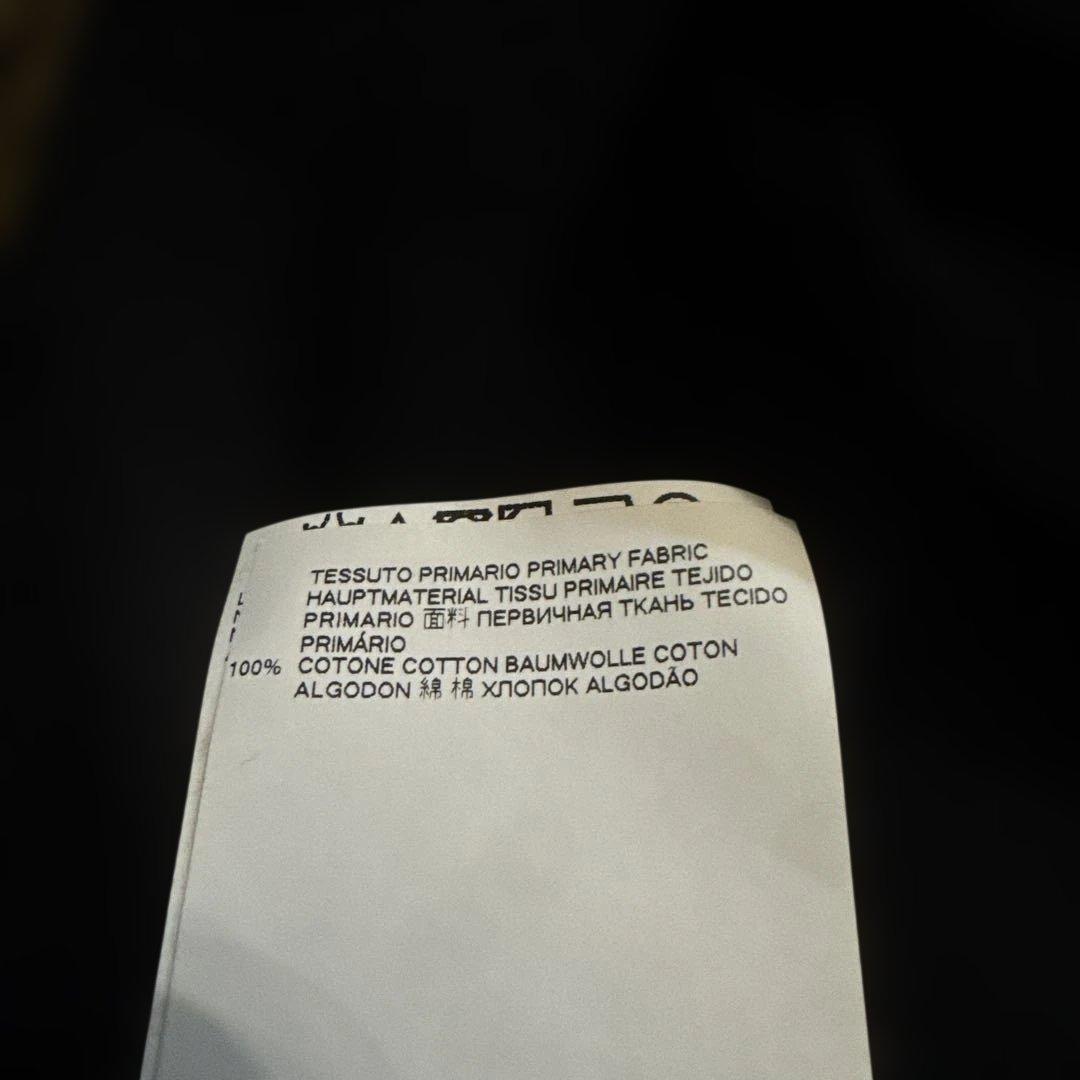 TESSUTO PRIMARIO PRIMARY FABRIC
HAUPTMATERIAL TISSU PRIMAIRE TEJIDO
PRIMARIO 面料 ПЕРВИЧНАЯ ТКАНЬ TECIDO
PRIMÁRIO
100% COTONE COTTON BAUMWOLLE COTON
ALGODON 綿 棉 ХЛОПОК ALGODÃO